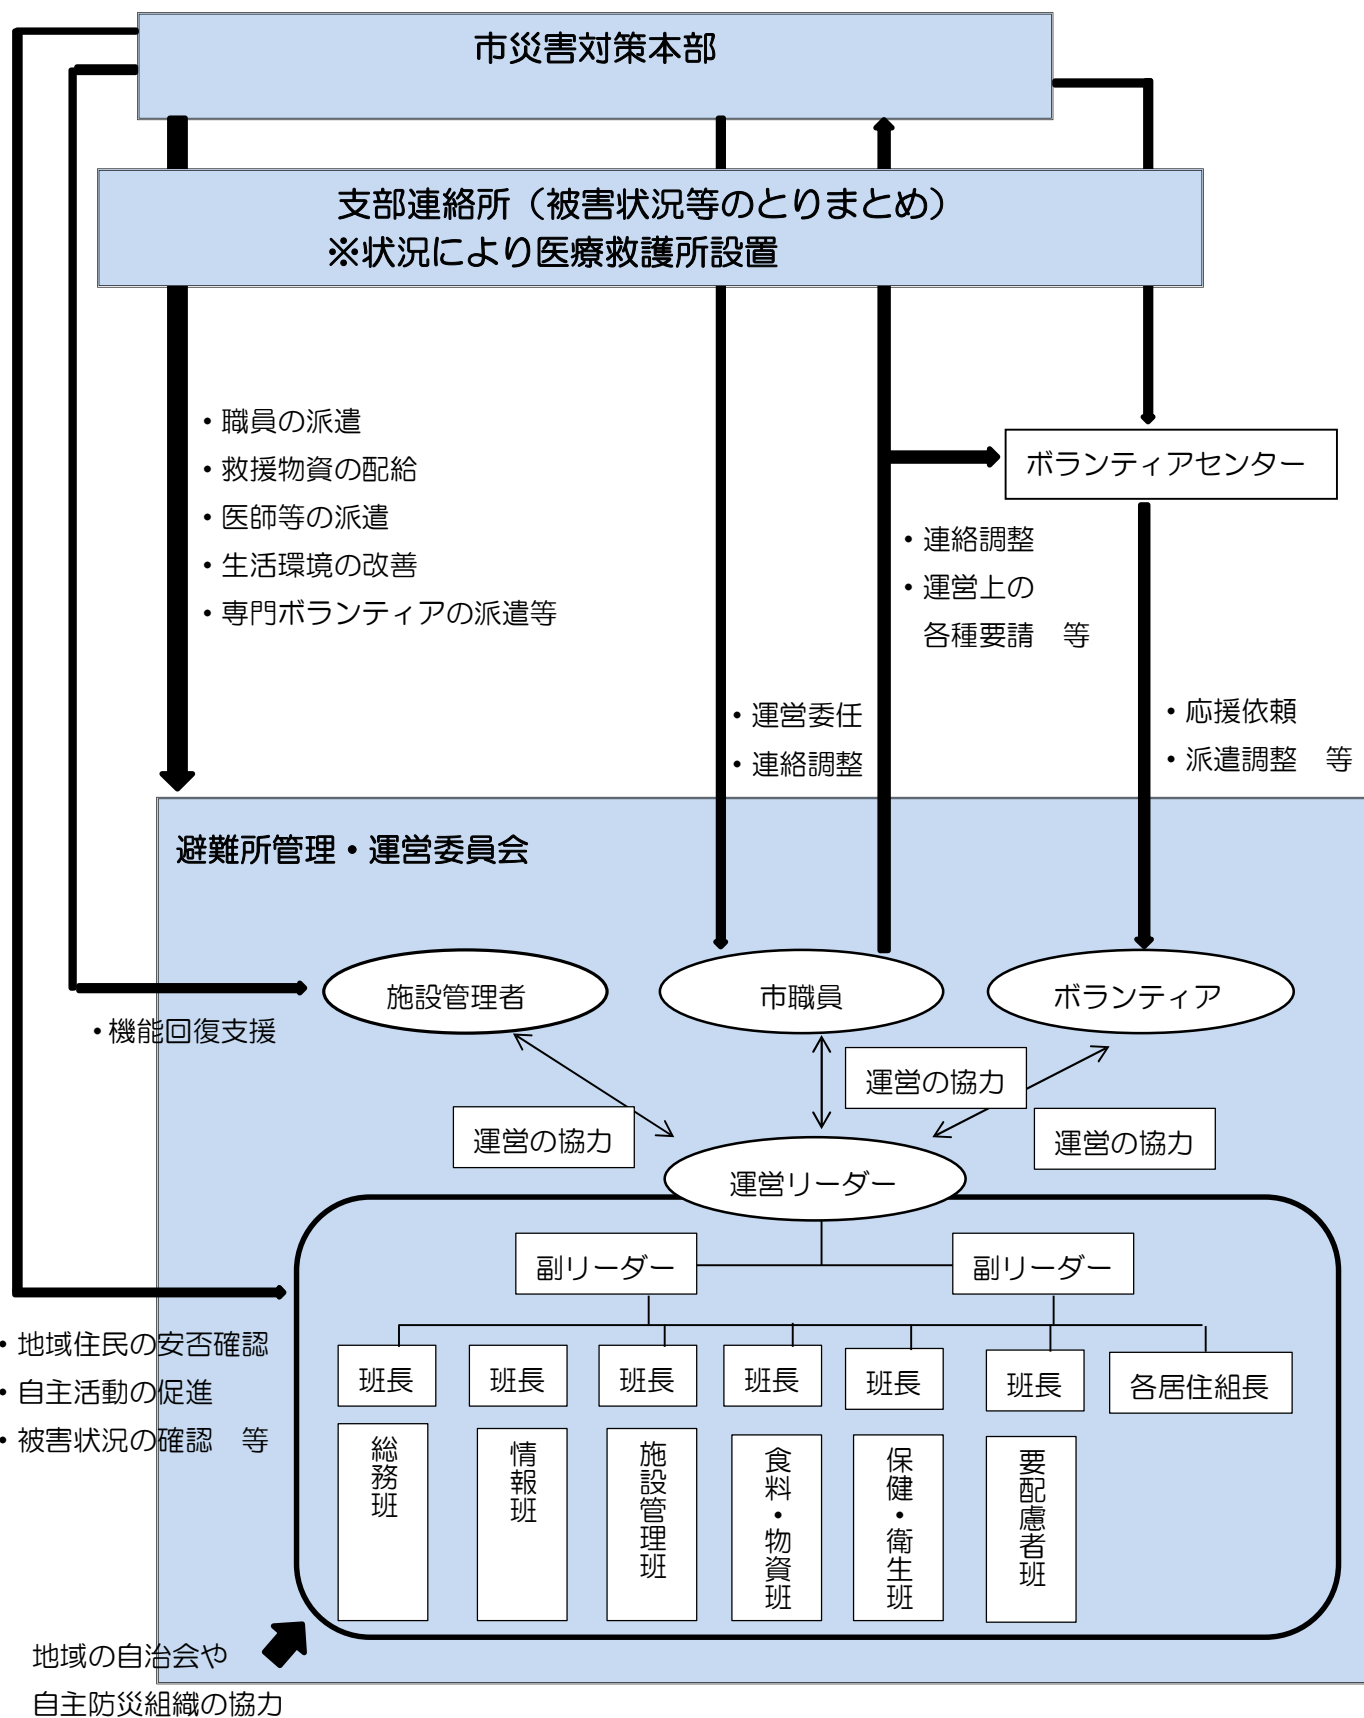 市災害対策本部
支部連絡所（被害状況等のとりまとめ）
※状況により医療救護所設置
・職員の派遣
・救援物資の配給
・医師等の派遣
・生活環境の改善
・専門ボランティアの派遣等
ボランティアセンター
・連絡調整
・運営上の
各種要請　等
・運営委任
・連絡調整
・応援依頼
・派遣調整　等
避難所管理・運営委員会
施設管理者
市職員
ボランティア
・機能回復支援
運営の協力
運営の協力
運営の協力
運営リーダー
副リーダー
副リーダー
・地域住民の安否確認
・自主活動の促進
・被害状況の確認　等
班長
班長
班長
班長
班長
班長
各居住組長
総務班
情報班
施設管理班
食料・物資班
保健・衛生班
要配慮者班
地域の自治会や
自主防災組織の協力